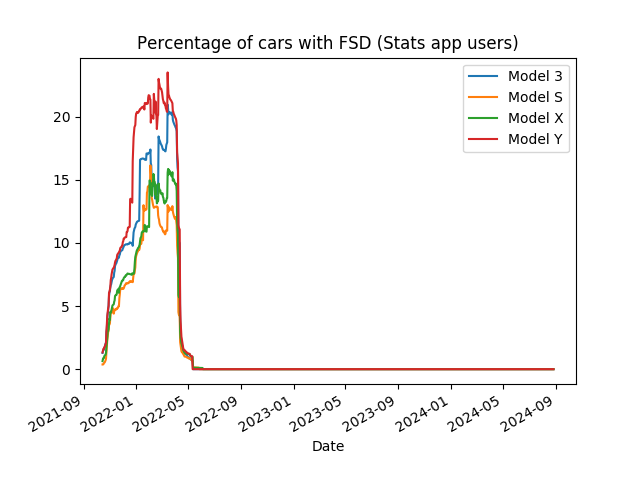 Percentage of cars with FSD (Stats app users)
Model 3
Model S
Model X
Model Y
20
15
10
5
0
2021-09
2022-01
2022-05
2022-09
2023-01
2023-05
2023-09
2024-01
2024-05
2024-09
Date